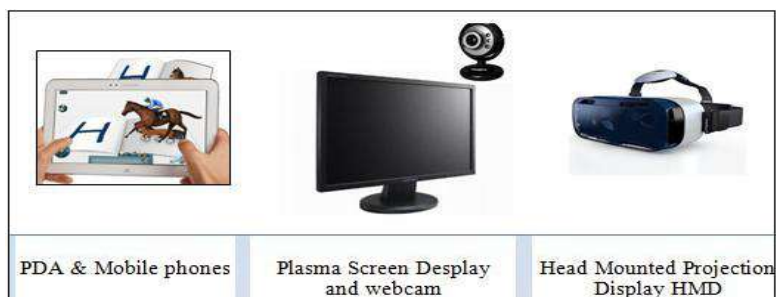 H
H
PDA & Mobile phones
Plasma Screen Desplay
and webcam
Head Mounted Projection
Display HMD